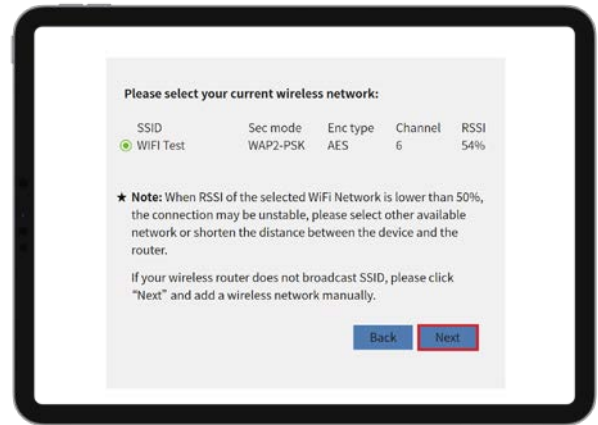 Please select your current wireless network:
SSID Sec mode Enc type Channel RSSI
WIFI Test WAP2-PSK AES 6 54%
★ Note: When RSSI of the selected WiFi Network is lower than 50%,
the connection may be unstable, please select other available
network or shorten the distance between the device and the
router.
If your wireless router does not broadcast SSID, please click
“Next” and add a wireless network manually.
Back Next